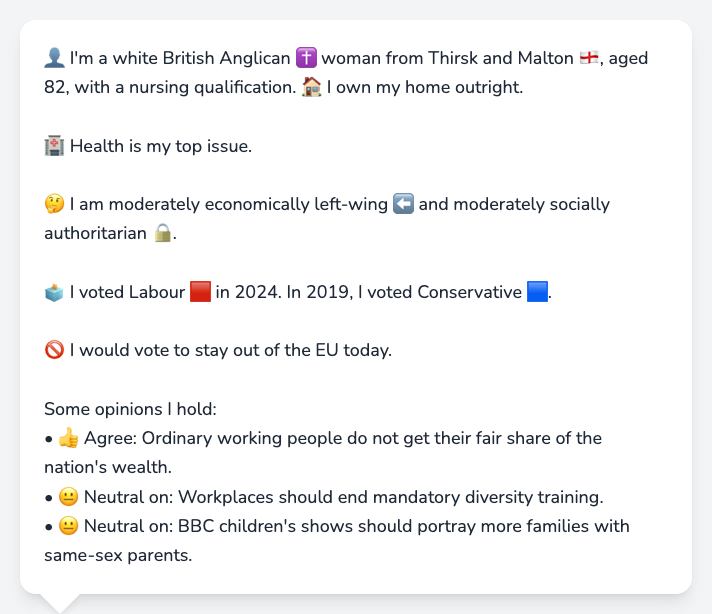 👤 I'm a white British Anglican ✝️ woman from Thirsk and Malton 🏴󠁧󠁢󠁥󠁮󠁧󠁿, aged
82, with a nursing qualification. 🏠 I own my home outright.
🏥 Health is my top issue.
🤔 I am moderately economically left-wing ⬅️ and moderately socially
authoritarian 🔒.
🗳️ I voted Labour 🟥 in 2024. In 2019, I voted Conservative 🟦.
🚫 I would vote to stay out of the EU today.
Some opinions I hold:
• 👍 Agree: Ordinary working people do not get their fair share of the
nation's wealth.
• 😐 Neutral on: Workplaces should end mandatory diversity training.
• 😐 Neutral on: BBC children's shows should portray more families with
same-sex parents.